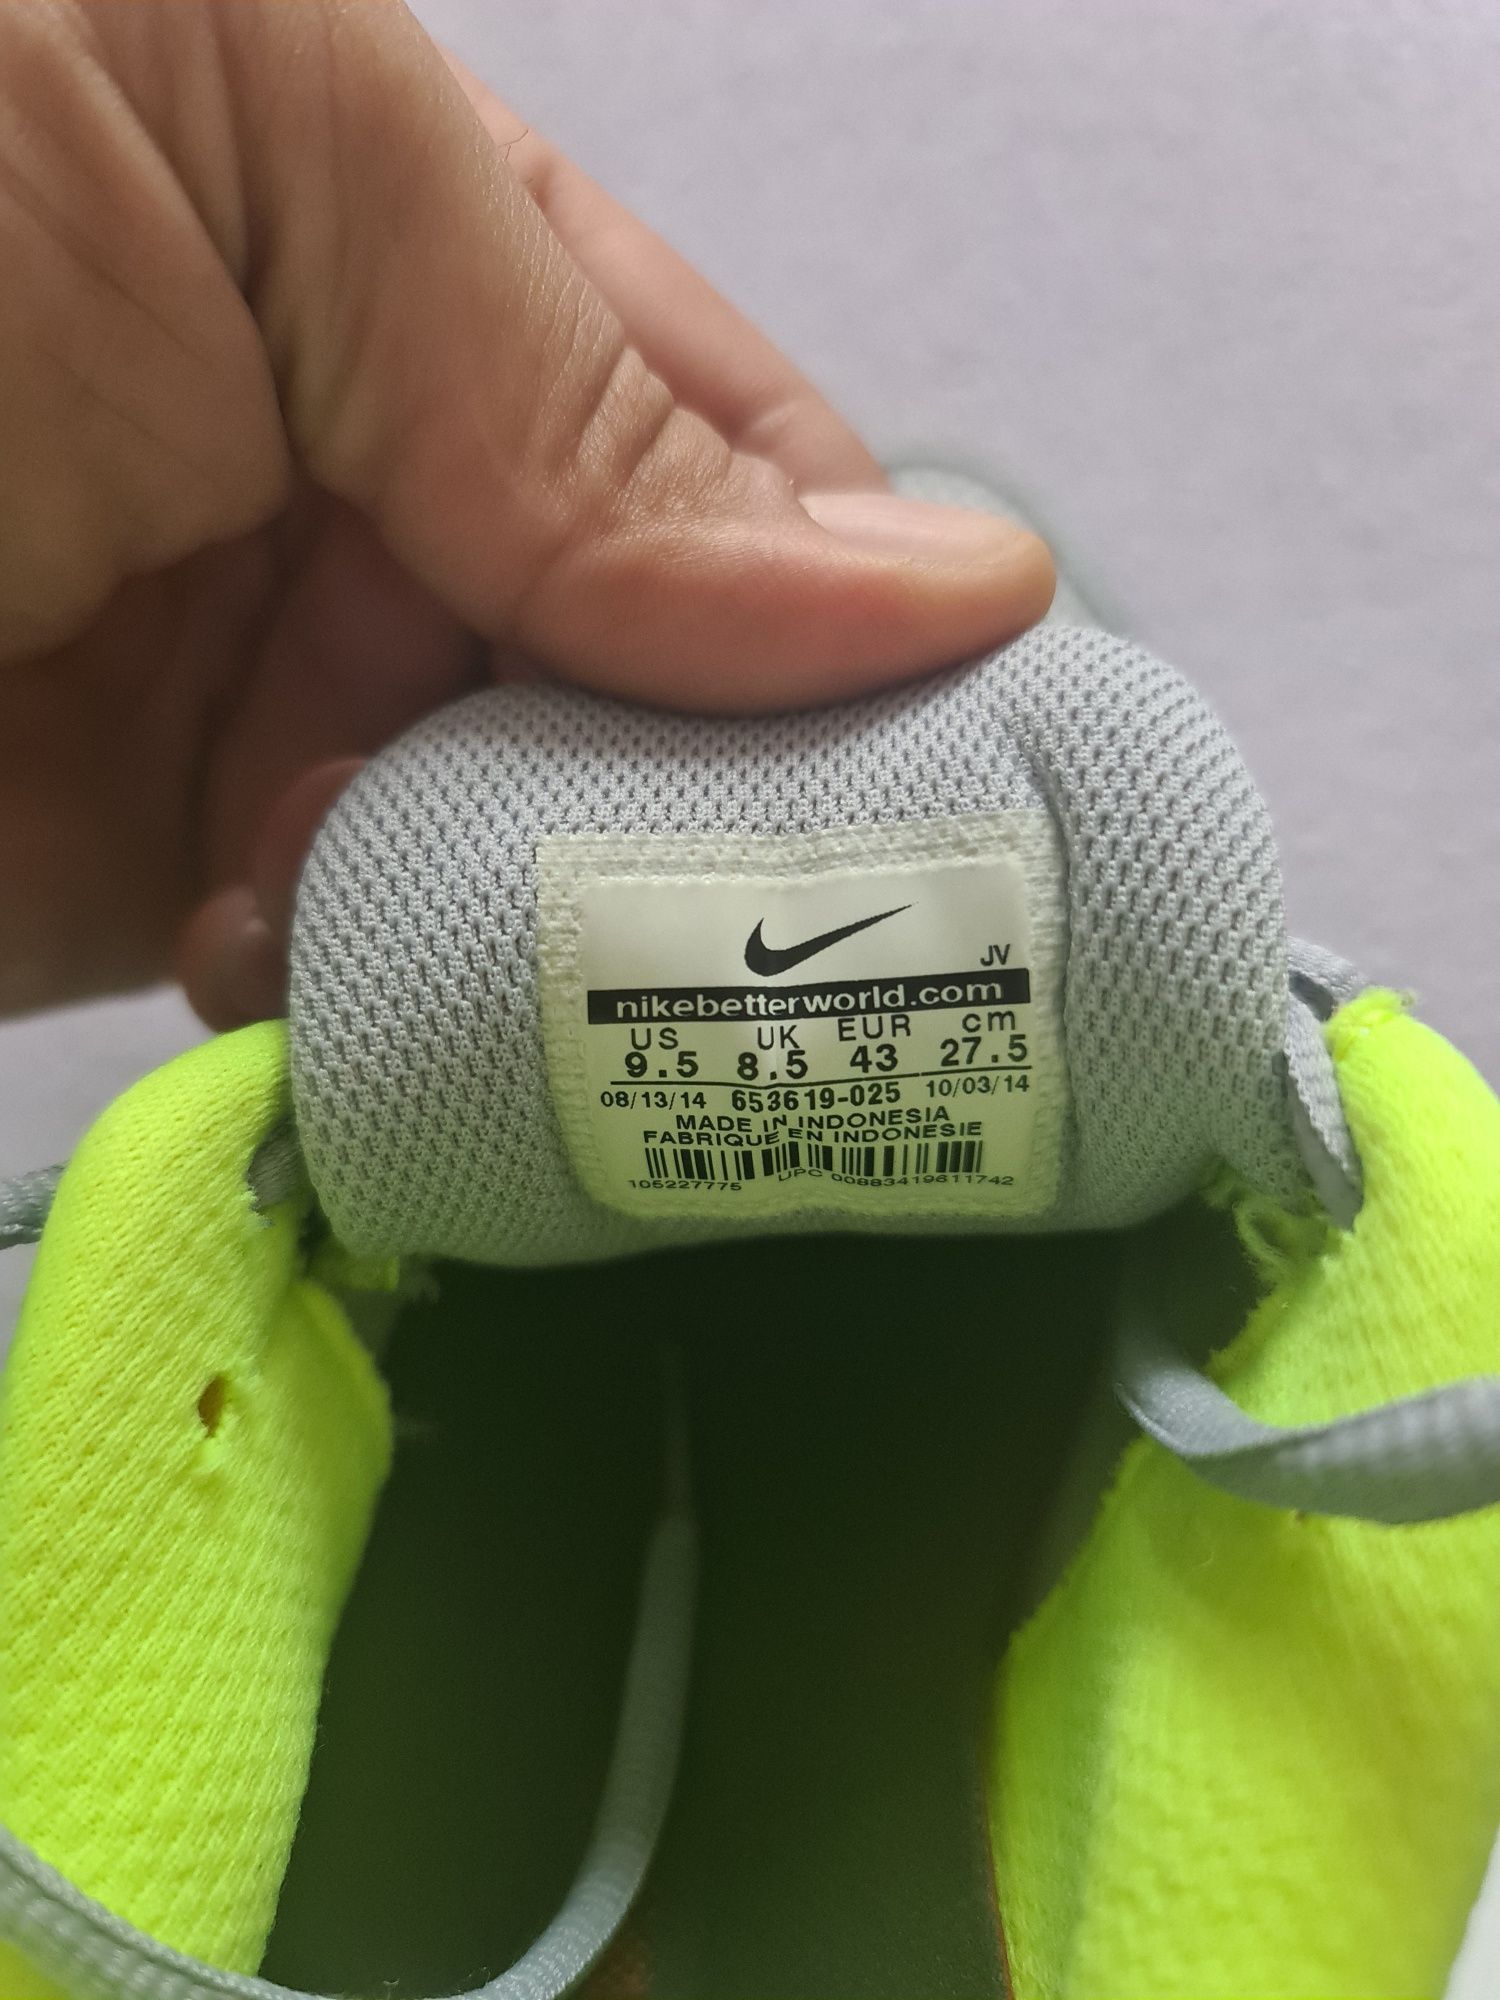 JV
nikebetterworld.com
US UK EUR cm
9.5 8.5 43 27.5
08/13/14 653619-025 10/03/14
MADE IN INDONESIA
FABRIQUE EN INDONESIE
105227775 UPC 00883419611742